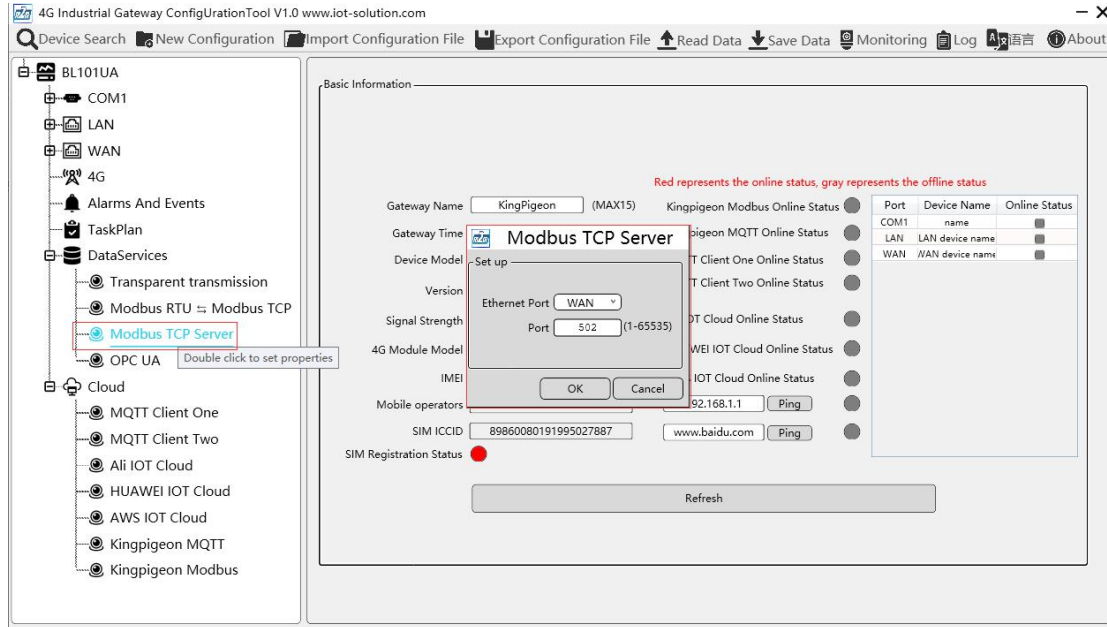 4G Industrial Gateway ConfigUrationTool V1.0 www.iot-solution.com
Device Search New Configuration Import Configuration File Export Configuration File Read Data Save Data Monitoring Log 语言 About
BL101UA
COM1
LAN
WAN
4G
Alarms And Events
TaskPlan
DataServices
Transparent transmission
Modbus RTU ⇆ Modbus TCP
Modbus TCP Server
OPC UA
Double click to set properties
Cloud
MQTT Client One
MQTT Client Two
Ali IOT Cloud
HUAWEI IOT Cloud
AWS IOT Cloud
Kingpigeon MQTT
Kingpigeon Modbus
Basic Information
Red represents the online status, gray represents the offline status
Gateway Name KingPigeon (MAX15)
Gateway Time
Device Model
Version
Signal Strength
4G Module Model
IMEI
Mobile operators
SIM ICCID 89860080191995027887
SIM Registration Status
Modbus TCP Server
Set up
Ethernet Port WAN
Port 502 (1-65535)
OK Cancel
Kingpigeon Modbus Online Status
pigeon MQTT Online Status
T Client One Online Status
T Client Two Online Status
OT Cloud Online Status
WEI IOT Cloud Online Status
IOT Cloud Online Status
92.168.1.1 Ping
www.baidu.com Ping
Port Device Name Online Status
COM1 name
LAN LAN device name
WAN WAN device name
Refresh